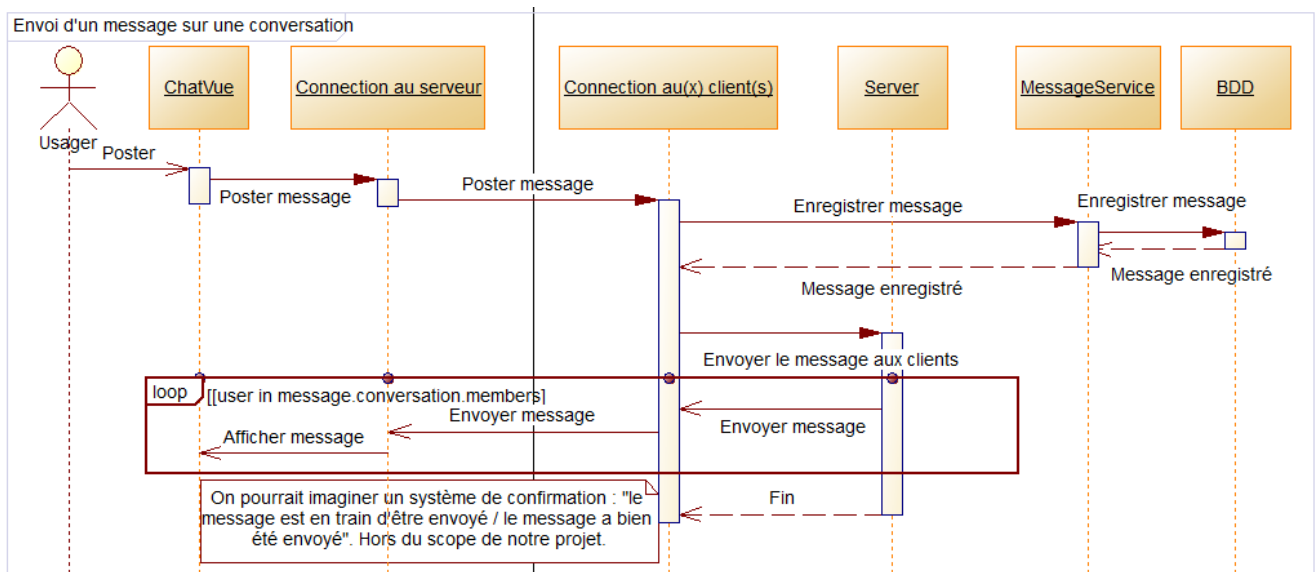 Envoi d'un message sur une conversation
ChatVue
Connection au serveur
Connection au(x) client(s)
Server
MessageService
BDD
Usager
Poster
Poster message
Poster message
Enregistrer message
Enregistrer message
Message enregistré
Message enregistré
Envoyer le message aux clients
loop
[[user in message.conversation.members]
Envoyer message
Envoyer message
Afficher message
On pourrait imaginer un système de confirmation : "le
message est en train d'être envoyé / le message a bien
été envoyé". Hors du scope de notre projet.
Fin